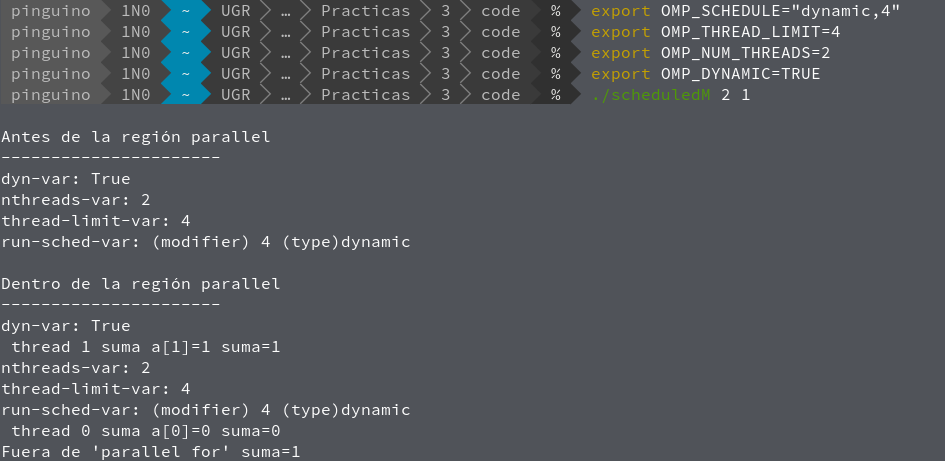 pinguino 1N0 ~ UGR … Practicas 3 code % export OMP_SCHEDULE="dynamic,4"
pinguino 1N0 ~ UGR … Practicas 3 code % export OMP_THREAD_LIMIT=4
pinguino 1N0 ~ UGR … Practicas 3 code % export OMP_NUM_THREADS=2
pinguino 1N0 ~ UGR … Practicas 3 code % export OMP_DYNAMIC=TRUE
pinguino 1N0 ~ UGR … Practicas 3 code % ./scheduledM 2 1
Antes de la región parallel
----------------------
dyn-var: True
nthreads-var: 2
thread-limit-var: 4
run-sched-var: (modifier) 4 (type)dynamic
Dentro de la región parallel
----------------------
dyn-var: True
thread 1 suma a[1]=1 suma=1
nthreads-var: 2
thread-limit-var: 4
run-sched-var: (modifier) 4 (type)dynamic
thread 0 suma a[0]=0 suma=0
Fuera de 'parallel for' suma=1